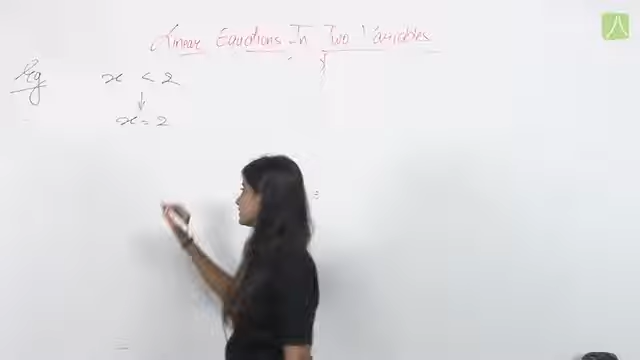 Linear Equations In Two Variables
Eg x < 2
↓
x = 2